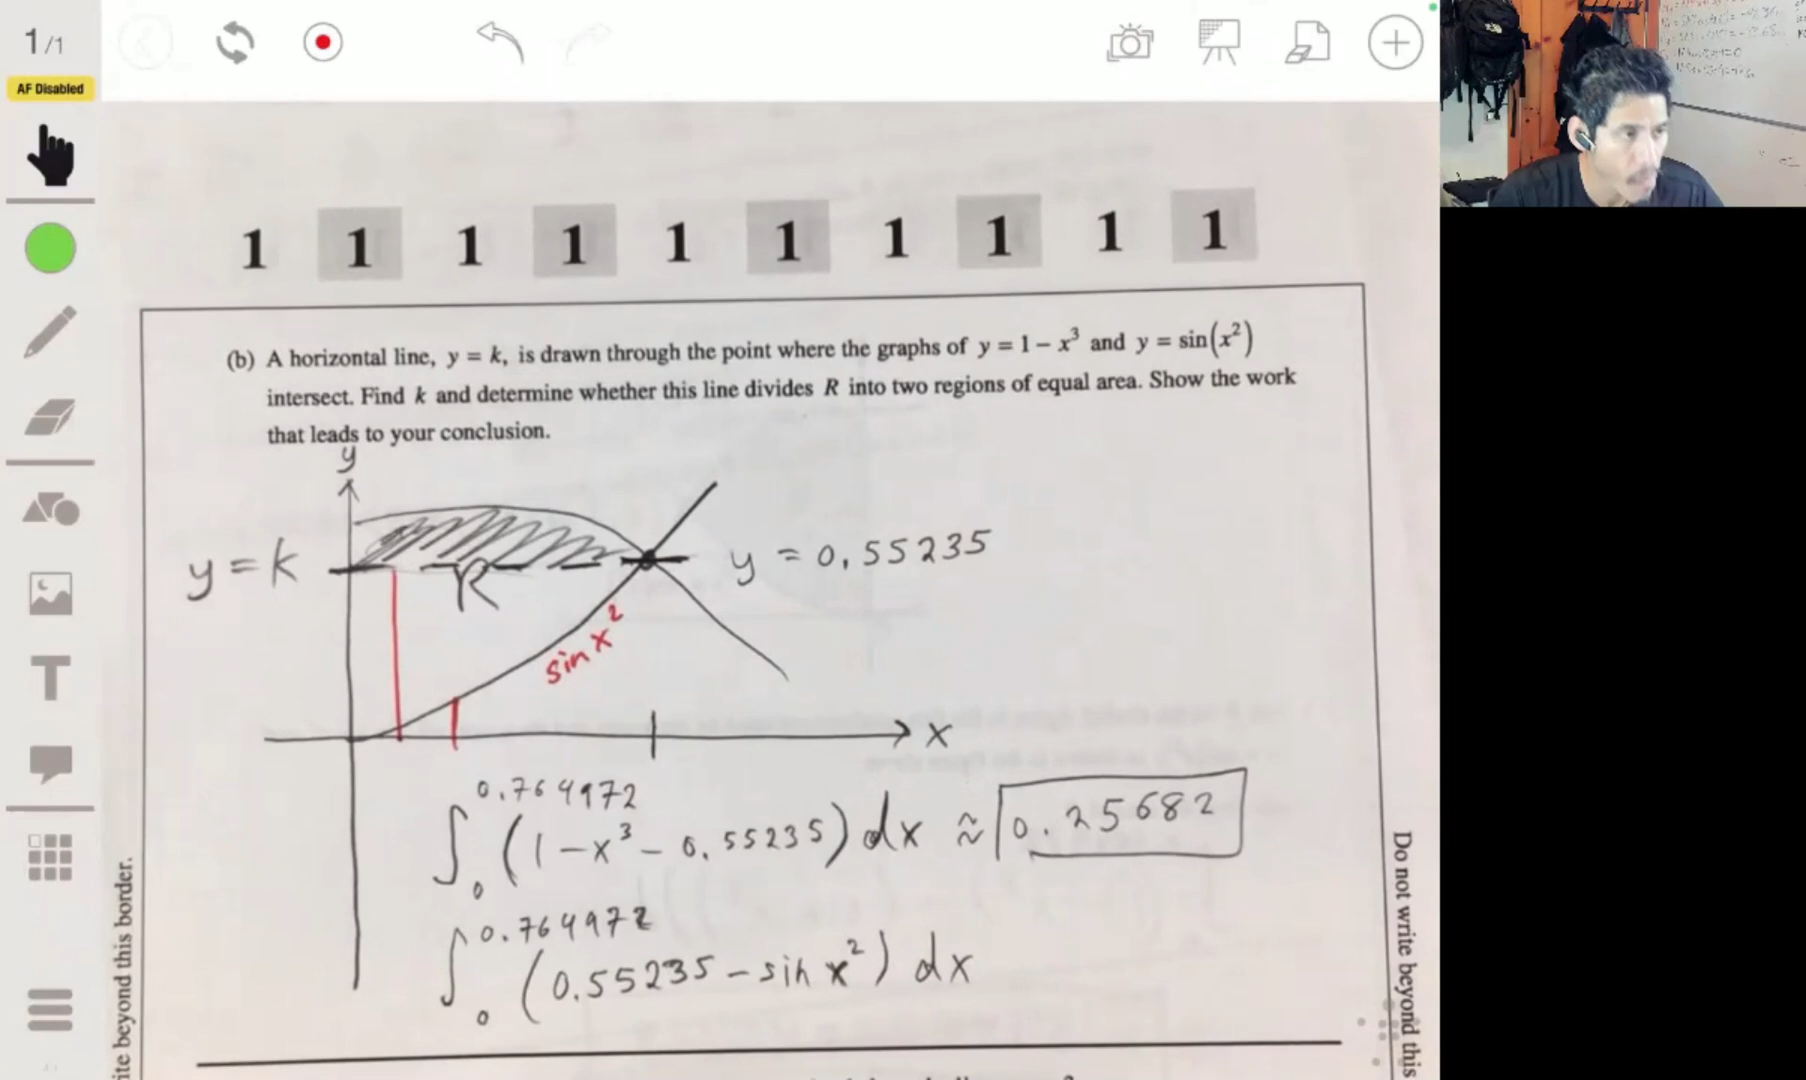 1/1
AF Disabled
T
1 1 1 1 1 1 1 1 1 1
(b) A horizontal line, y = k, is drawn through the point where the graphs of y = 1 − x³ and y = sin(x²)
intersect. Find k and determine whether this line divides R into two regions of equal area. Show the work
that leads to your conclusion.
y
y = k
R
y = 0.55235
sin x²
x
∫₀^0.764972 (1 − x³ − 0.55235) dx ≈ 0.25682
∫₀^0.764972 (0.55235 − sin x²) dx
ite beyond this border.
Do not write beyond this